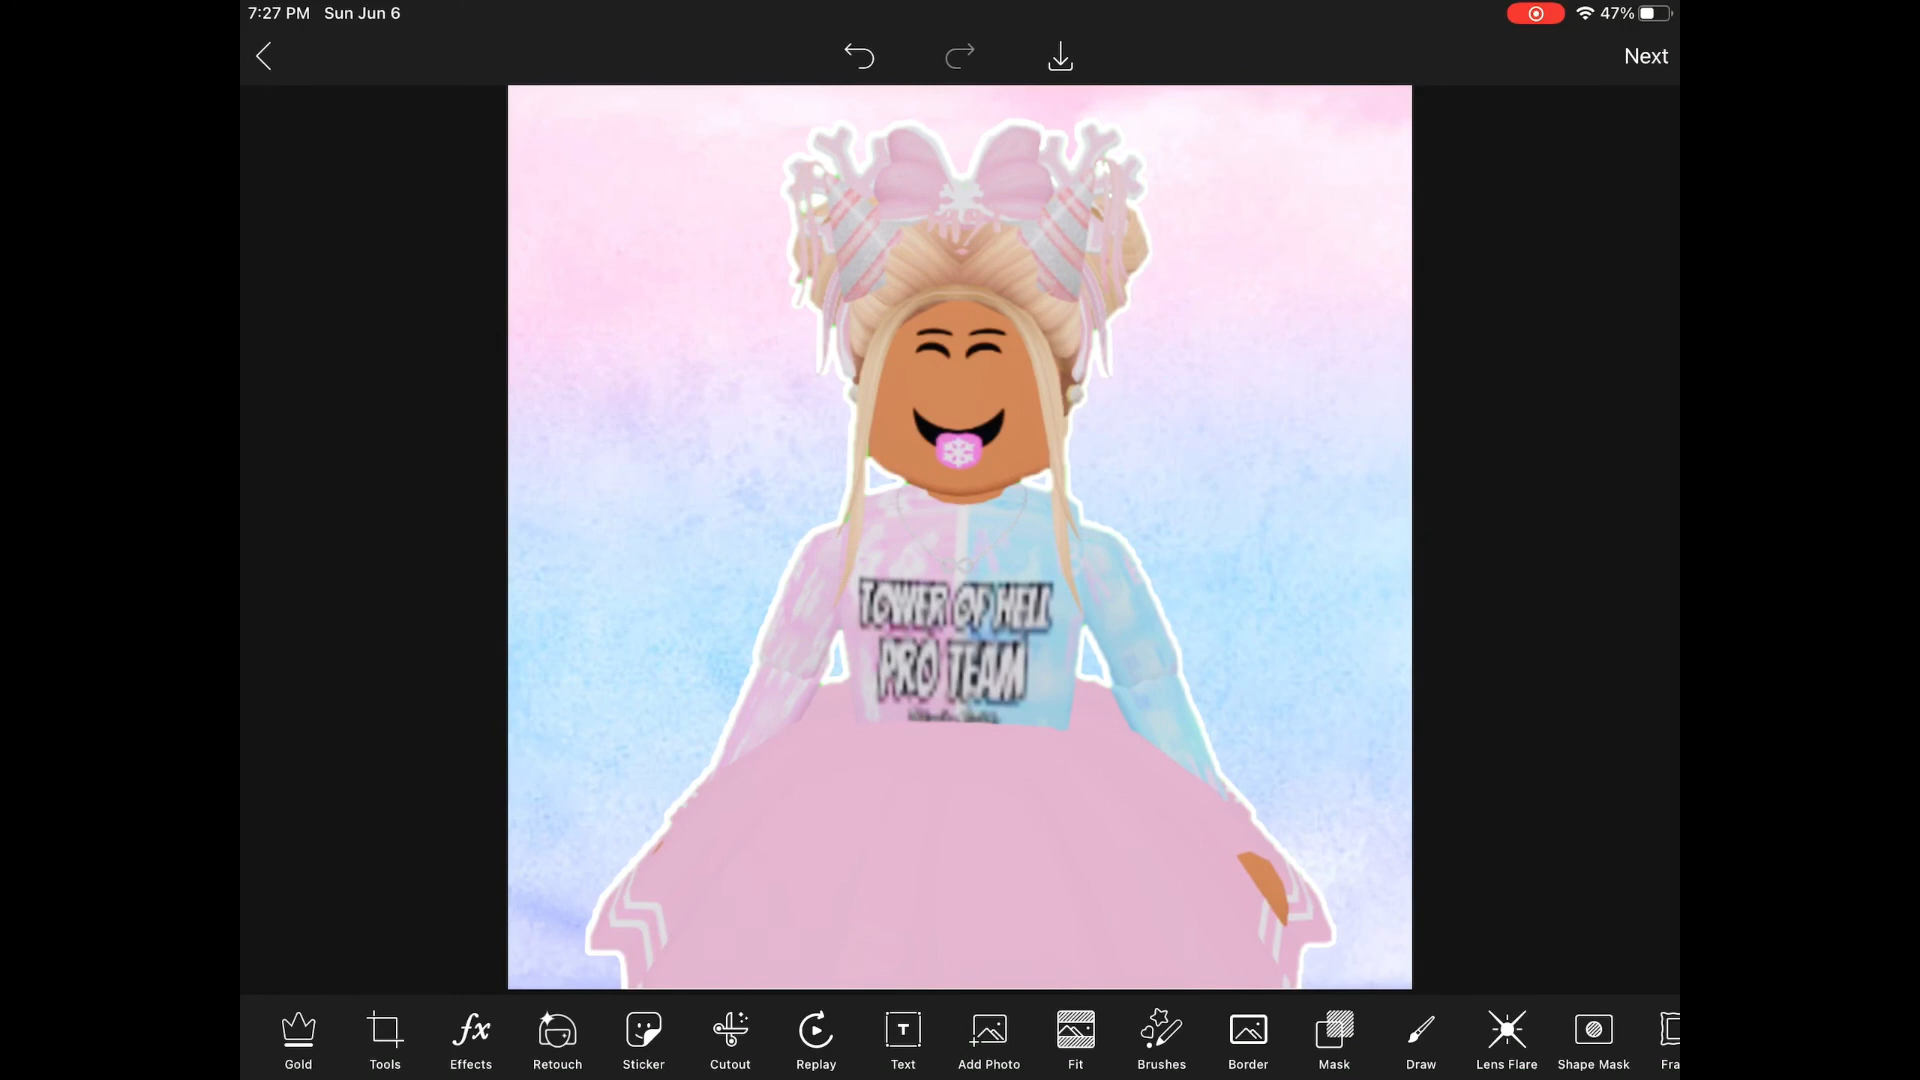 7:27 PM Sun Jun 6
47%
Next
TOWER OF HELL
PRO TEAM
Gold
Tools
Effects
Retouch
Sticker
Cutout
Replay
Text
Add Photo
Fit
Brushes
Border
Mask
Draw
Lens Flare
Shape Mask
Fra